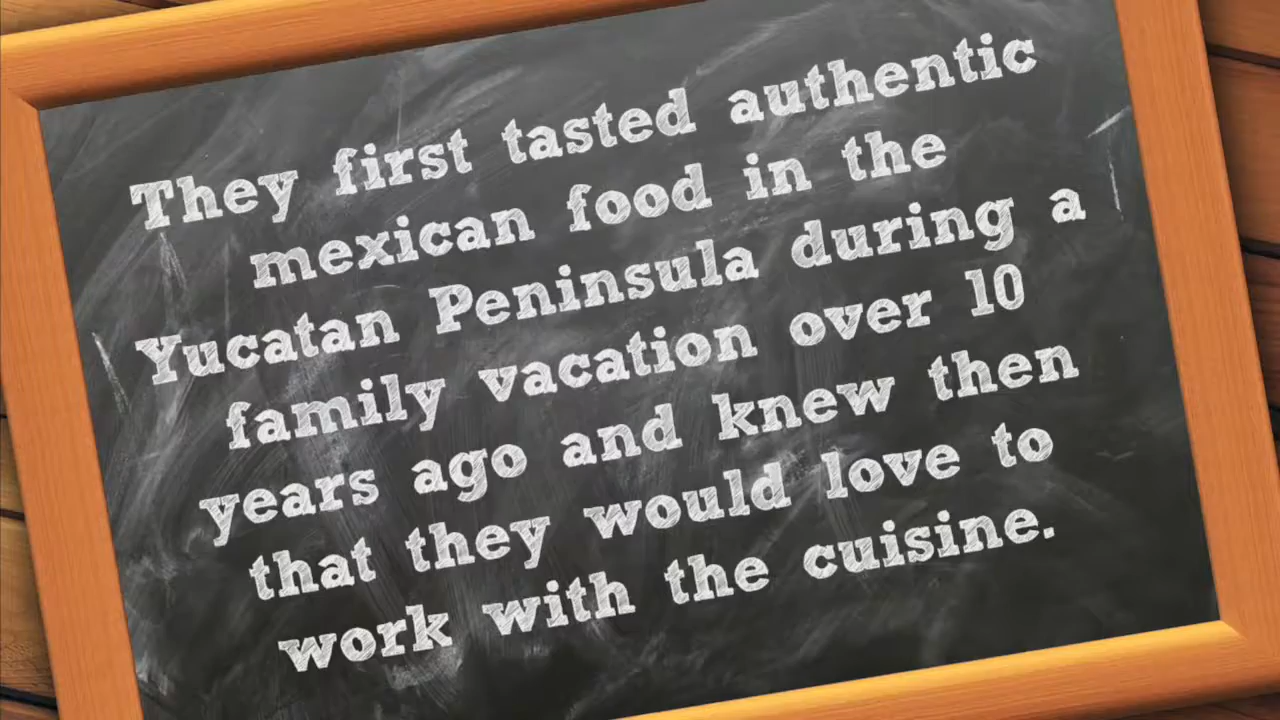 They first tasted authentic
mexican food in the
Yucatan Peninsula during a
family vacation over 10
years ago and knew then
that they would love to
work with the cuisine.